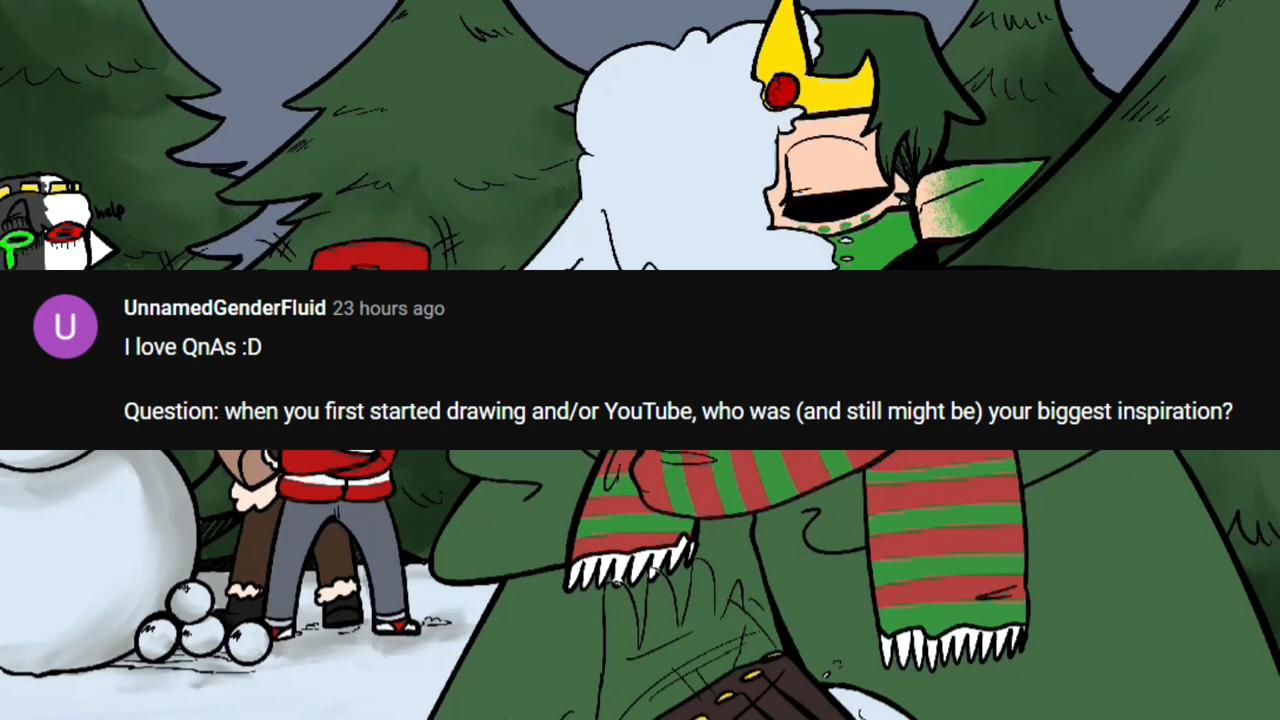 help
U
UnnamedGenderFluid 23 hours ago
I love QnAs :D
Question: when you first started drawing and/or YouTube, who was (and still might be) your biggest inspiration?